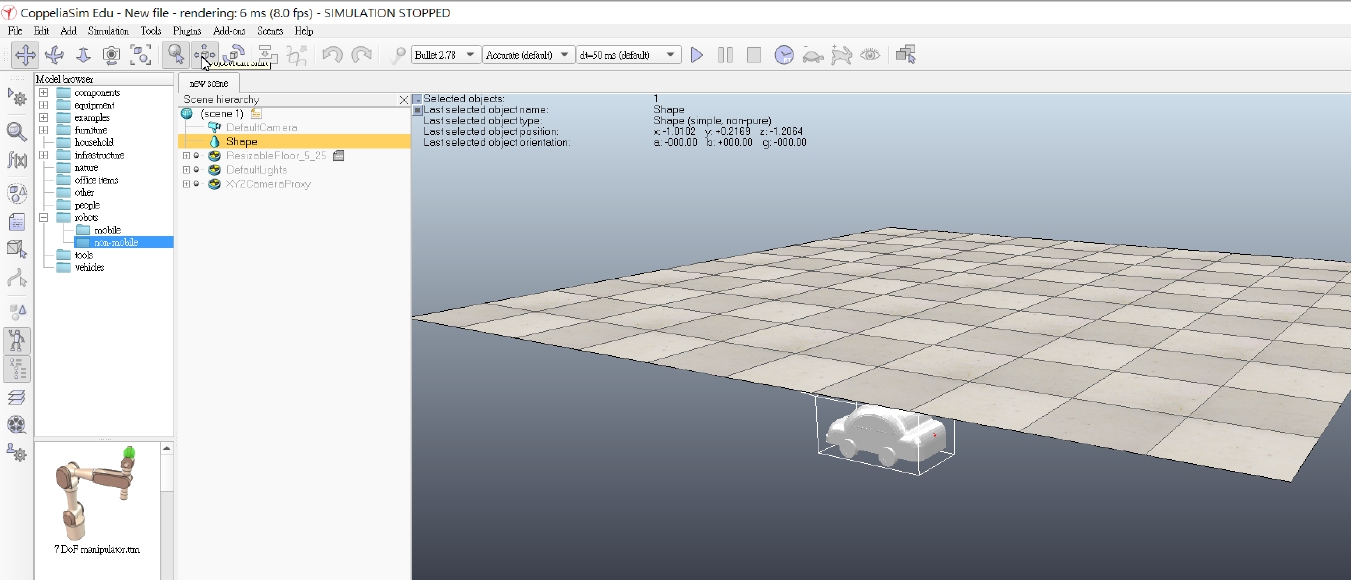 CoppeliaSim Edu - New file - rendering: 6 ms (8.0 fps) - SIMULATION STOPPED
File Edit Add Simulation Tools Plugins Add-ons Scenes Help
Bullet 2.78 Accurate (default) dt=50 ms (default)
Model browser
components
equipment
examples
furniture
household
infrastructure
nature
office items
other
people
robots
mobile
non-mobile
tools
vehicles
7 DoF manipulator.ttm
new scene
Scene hierarchy
(scene 1)
DefaultCamera
Shape
ResizableFloor_5_25
DefaultLights
XYZCameraProxy
Selected objects: 1
Last selected object name: Shape
Last selected object type: Shape (simple, non-pure)
Last selected object position: x: -1.0102 y: +0.2169 z: -1.2064
Last selected object orientation: a: -000.00 b: +000.00 g: -000.00